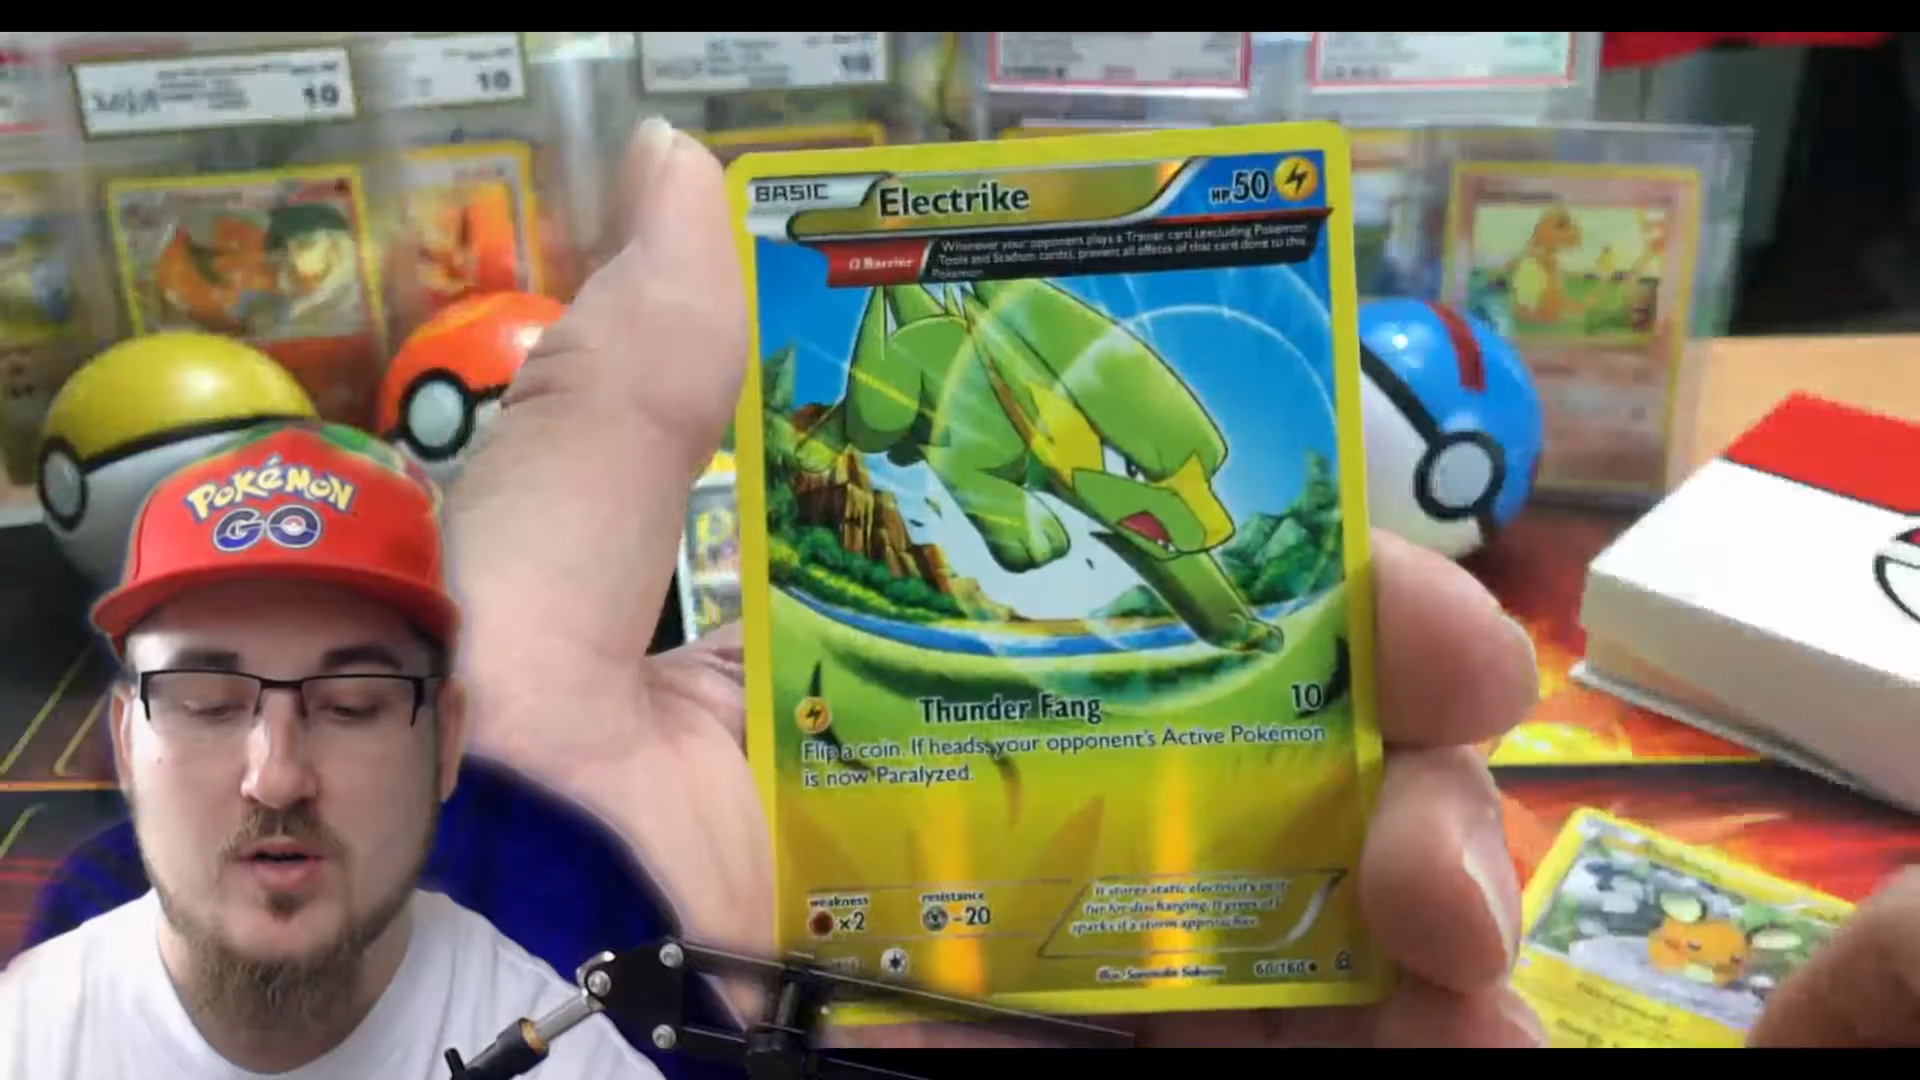 10
10
10
BASIC
Electrike
HP50
Ω Barrier
Whenever your opponent plays a Trainer card (excluding Pokémon
Tools and Stadium cards), prevent all effects of that card done to this
Pokémon.
POKÉMON
GO
Thunder Fang
10
Flip a coin. If heads, your opponent's Active Pokémon
is now Paralyzed.
weakness
x2
resistance
-20
It stores static electricity in its
fur for discharging. It gives off
sparks if a storm approaches.
Illus.
60/160